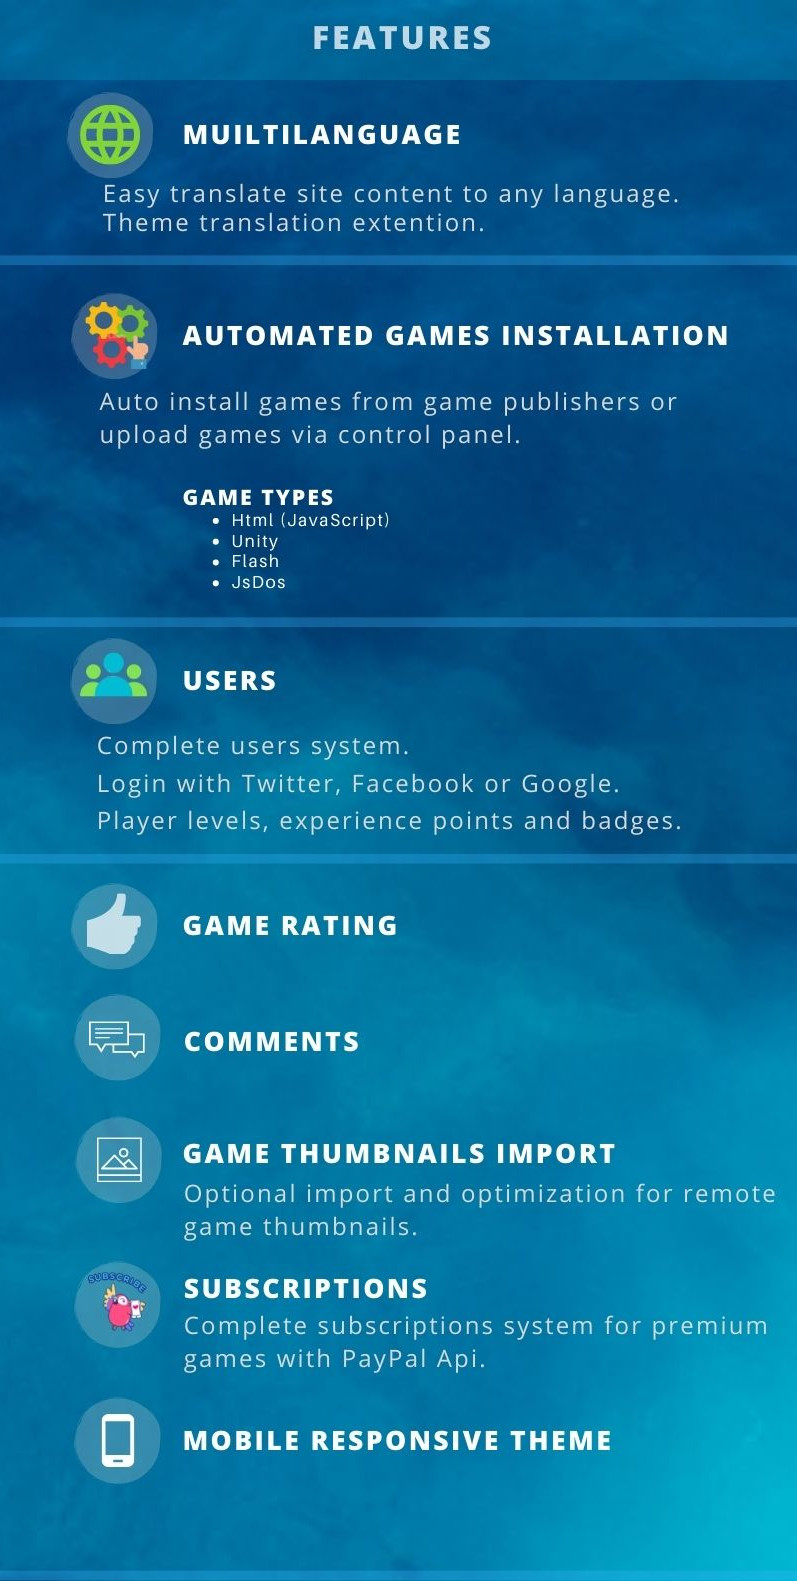 FEATURES
MUILTILANGUAGE
Easy translate site content to any language.
Theme translation extention.
AUTOMATED GAMES INSTALLATION
Auto install games from game publishers or
upload games via control panel.
GAME TYPES
• Html (JavaScript)
• Unity
• Flash
• JsDos
USERS
Complete users system.
Login with Twitter, Facebook or Google.
Player levels, experience points and badges.
GAME RATING
COMMENTS
GAME THUMBNAILS IMPORT
Optional import and optimization for remote
game thumbnails.
SUBSCRIBE
SUBSCRIPTIONS
Complete subscriptions system for premium
games with PayPal Api.
MOBILE RESPONSIVE THEME